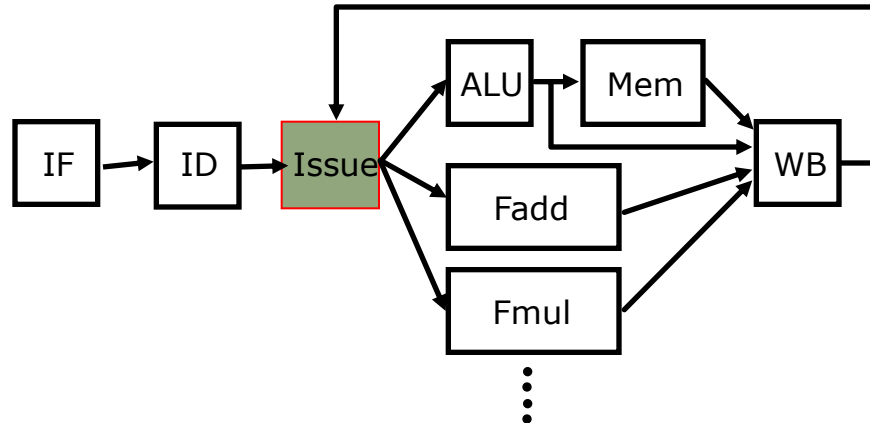 IF
ID
Issue
ALU
Mem
Fadd
Fmul
WB